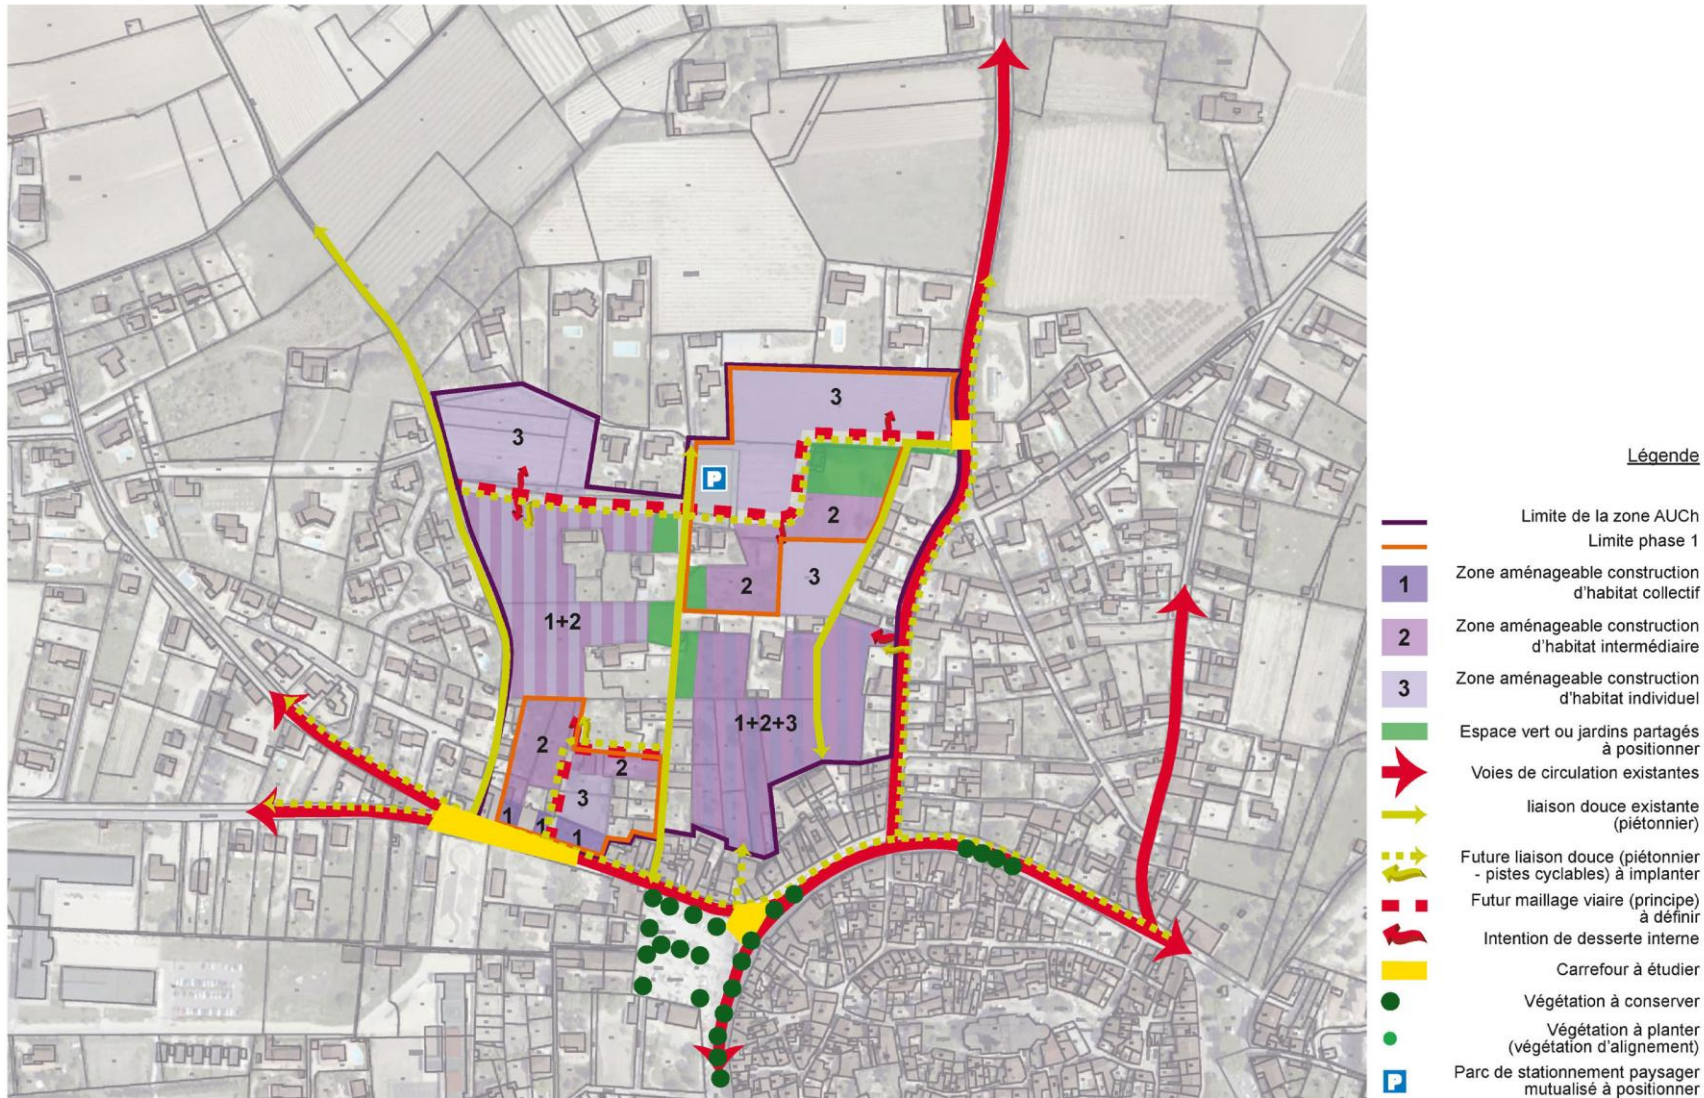 3
3
P
2
3
2
1+2
1+2+3
2
2
3
1
1
1
Légende
Limite de la zone AUCh
Limite phase 1
1
Zone aménageable construction
d'habitat collectif
2
Zone aménageable construction
d'habitat intermédiaire
3
Zone aménageable construction
d'habitat individuel
Espace vert ou jardins partagés
à positionner
Voies de circulation existantes
liaison douce existante
(piétonnier)
Future liaison douce (piétonnier
- pistes cyclables) à implanter
Futur maillage viaire (principe)
à définir
Intention de desserte interne
Carrefour à étudier
Végétation à conserver
Végétation à planter
(végétation d'alignement)
P
Parc de stationnement paysager
mutualisé à positionner